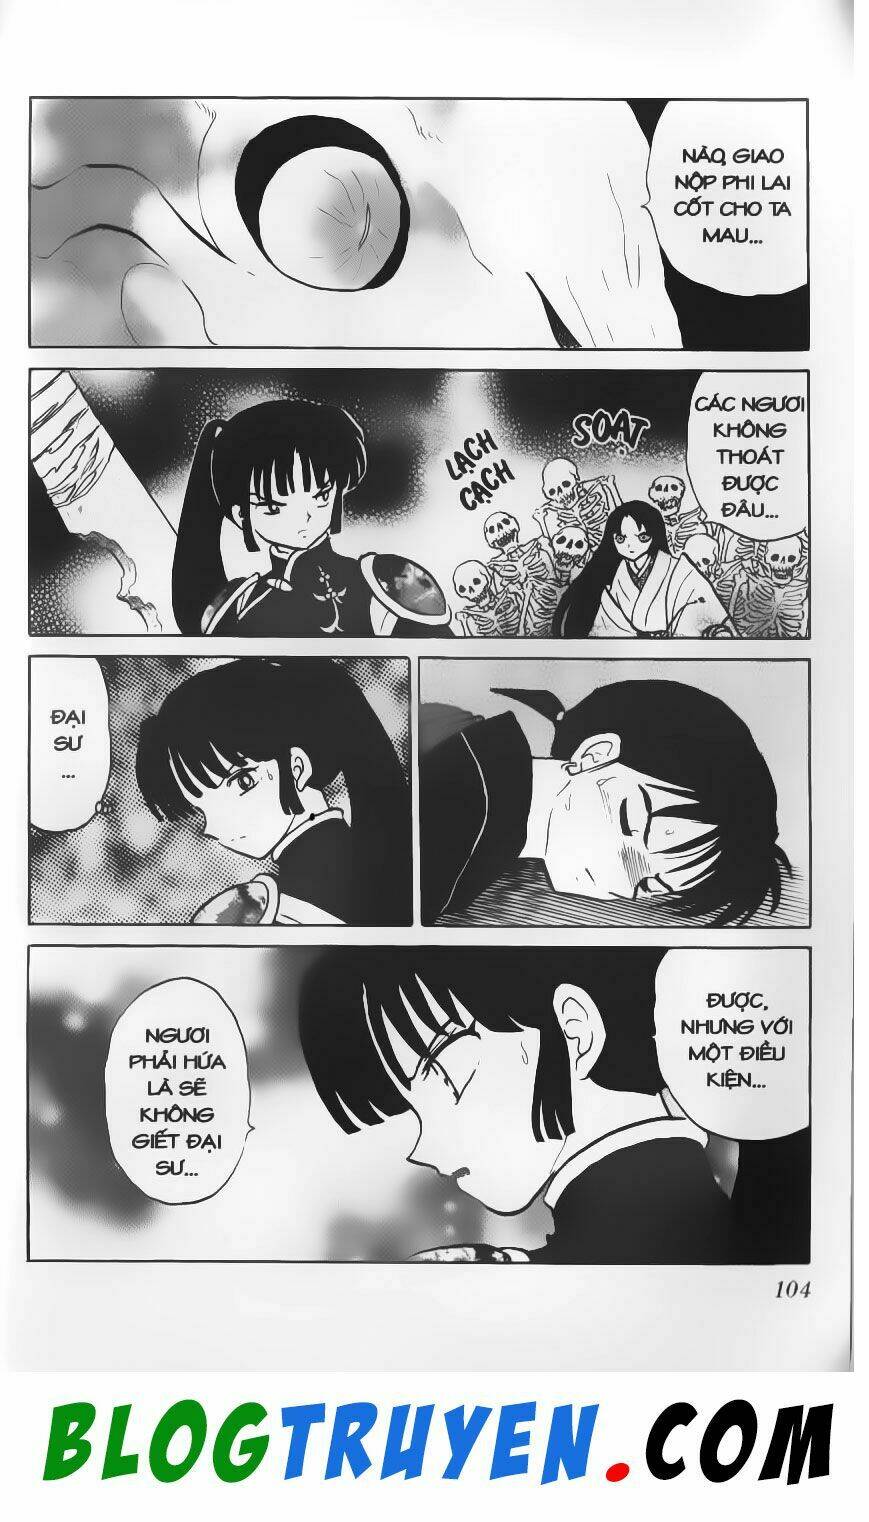 NÀO, GIAO
NỘP PHI LAI
CỐT CHO TA
MAU...
CÁC NGƯƠI
KHÔNG
THOÁT
ĐƯỢC
ĐÂU...
SOẠT
LẠCH
CẠCH
ĐẠI
SƯ
...
ĐƯỢC,
NHƯNG VỚI
MỘT ĐIỀU
KIỆN...
NGƯƠI
PHẢI HỨA
LÀ SẼ
KHÔNG
GIẾT ĐẠI
SƯ...
104
BLOGTRUYEN.COM